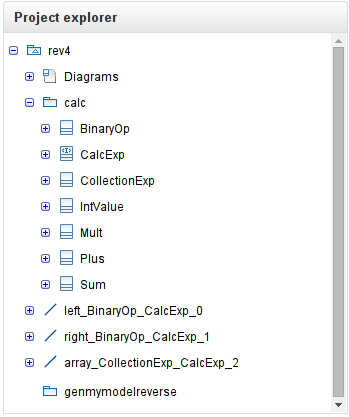 Project explorer
rev4
Diagrams
calc
BinaryOp
CalcExp
CollectionExp
IntValue
Mult
Plus
Sum
left_BinaryOp_CalcExp_0
right_BinaryOp_CalcExp_1
array_CollectionExp_CalcExp_2
genmymodelreverse